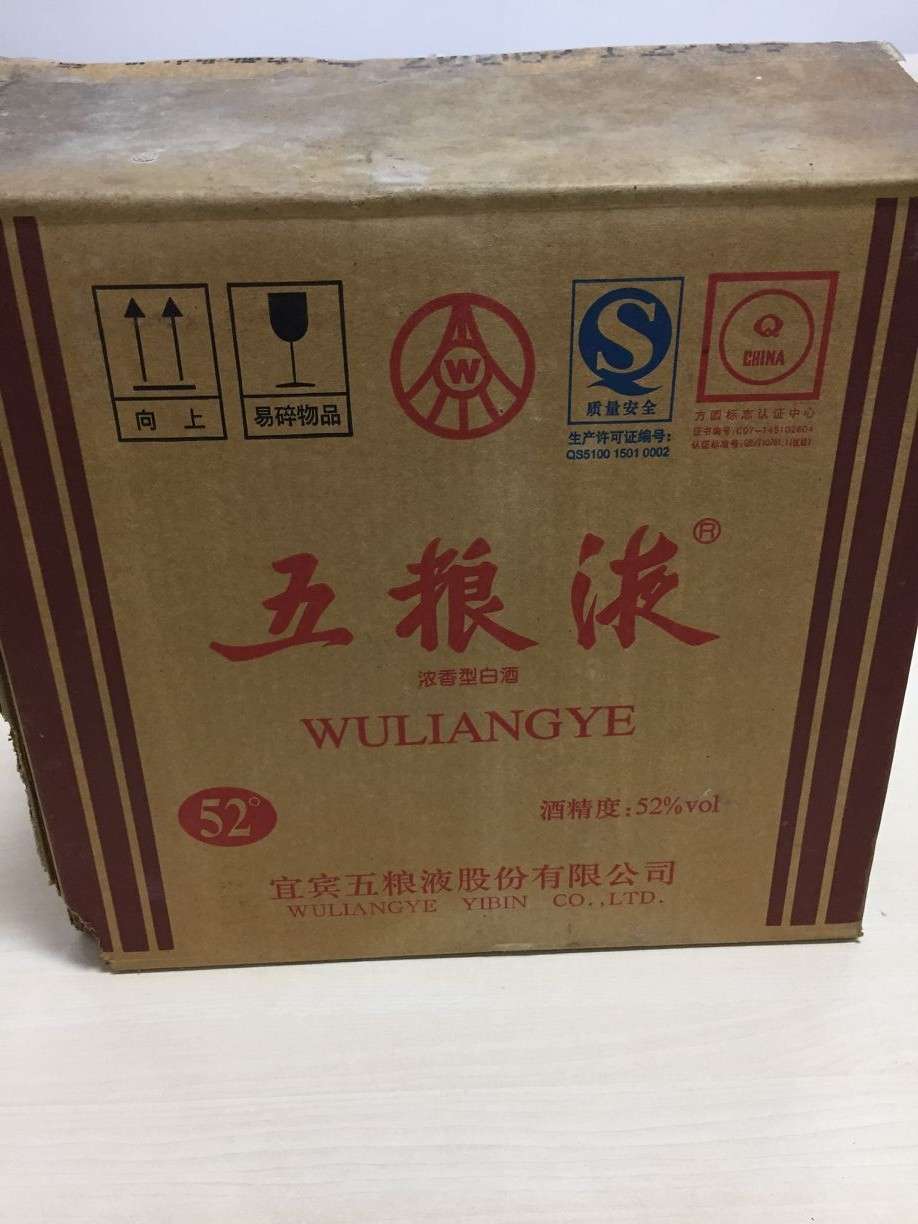 向上
易碎物品
W
质量安全
生产许可证编号:
QS5100 1501 0002
Q
CHINA
方圆标志认证中心
五粮液®
浓香型白酒
WULIANGYE
52°
酒精度:52%vol
宜宾五粮液股份有限公司
WULIANGYE YIBIN CO.,LTD.